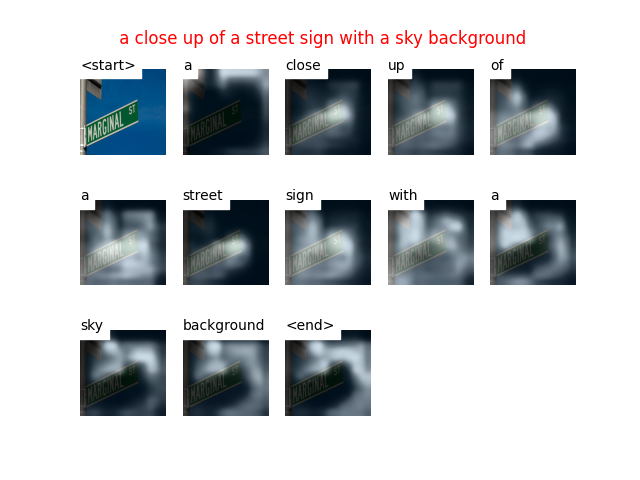 a close up of a street sign with a sky background
<start> a close up of
MARGINAL ST MARGINAL ST MARGINAL ST MARGINAL ST MARGINAL ST
a street sign with a
MARGINAL ST MARGINAL ST MARGINAL ST MARGINAL ST MARGINAL ST
sky background <end>
MARGINAL ST MARGINAL ST MARGINAL ST